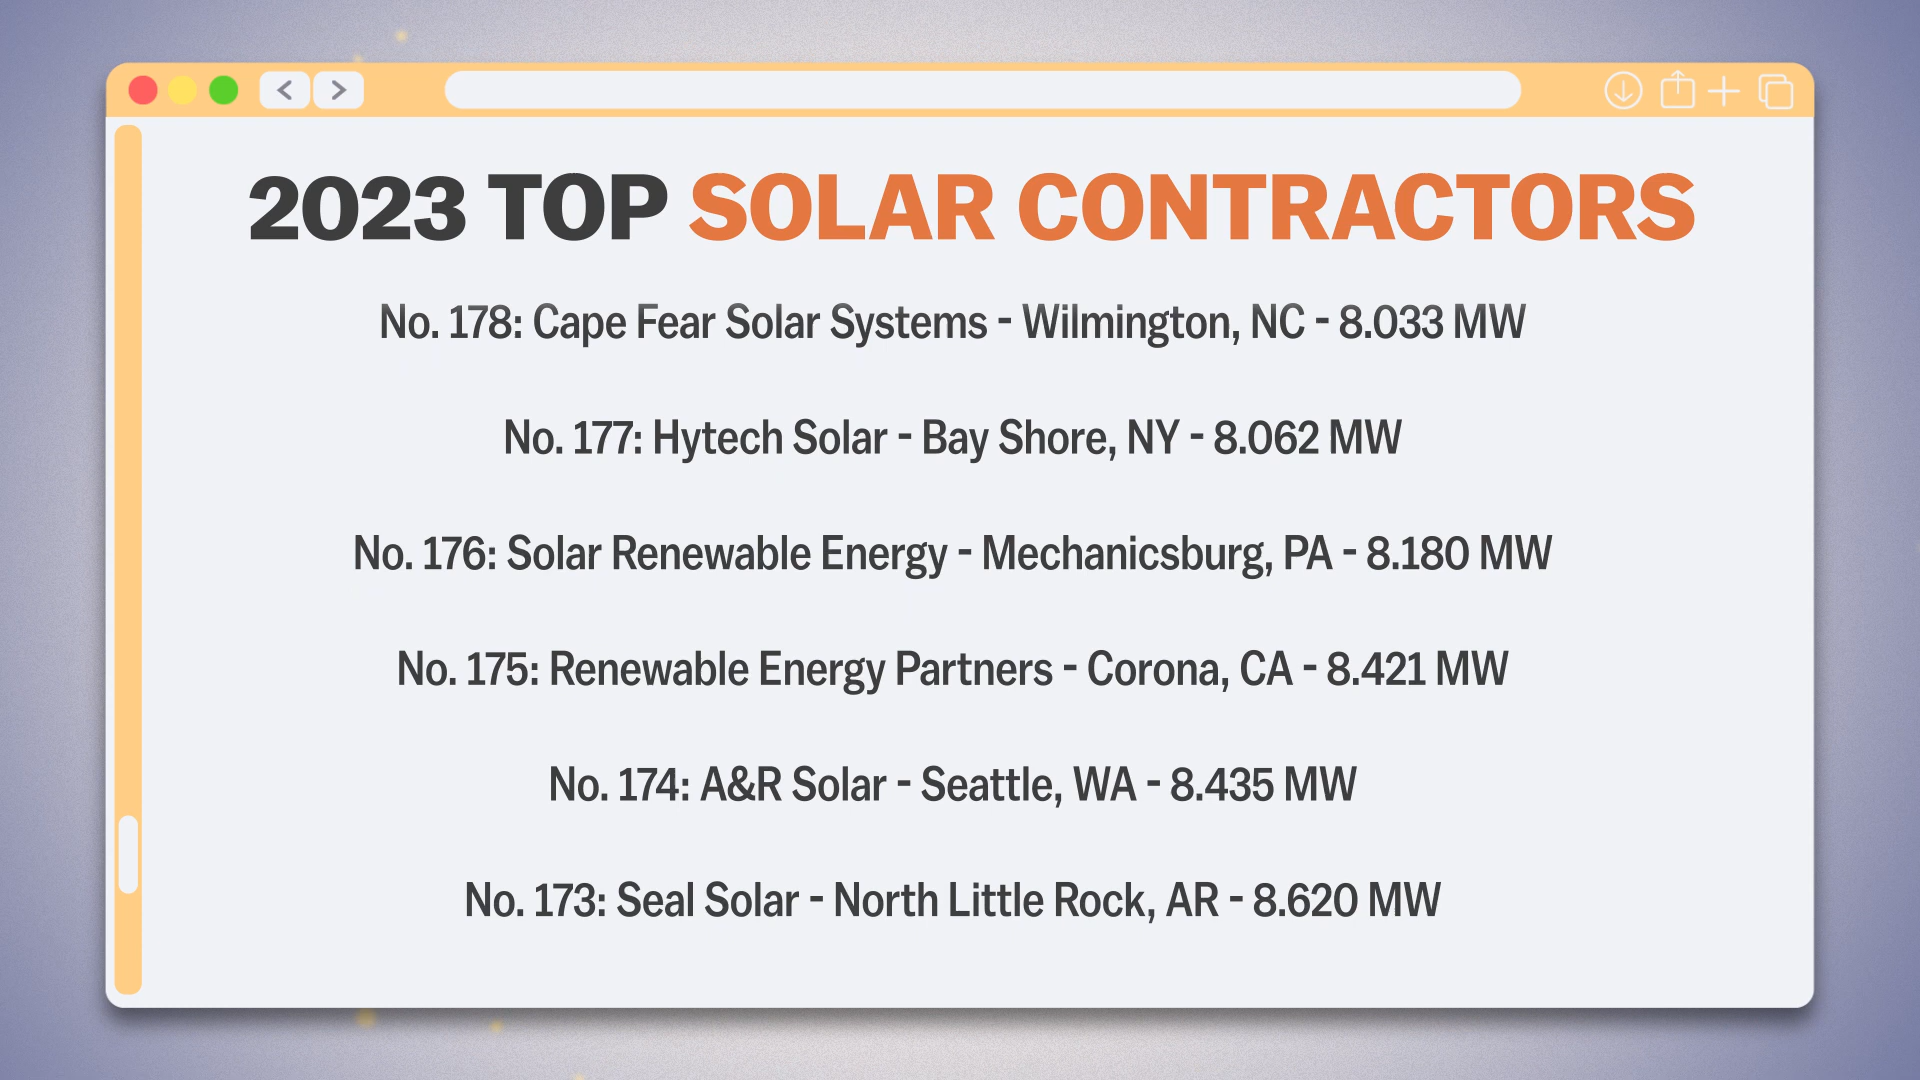 2023 TOP SOLAR CONTRACTORS
No. 178: Cape Fear Solar Systems - Wilmington, NC - 8.033 MW
No. 177: Hytech Solar - Bay Shore, NY - 8.062 MW
No. 176: Solar Renewable Energy - Mechanicsburg, PA - 8.180 MW
No. 175: Renewable Energy Partners - Corona, CA - 8.421 MW
No. 174: A&R Solar - Seattle, WA - 8.435 MW
No. 173: Seal Solar - North Little Rock, AR - 8.620 MW